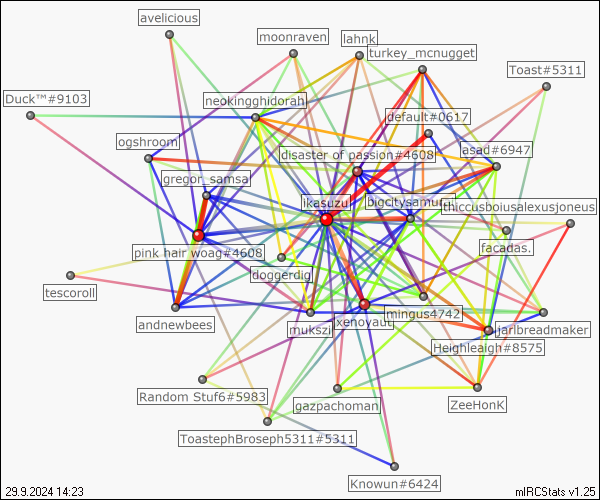 avelicious
moonraven
lahnk
turkey_mcnugget
Toast#5311
Duck™#9103
neokingghidorah
default#0617
ogshroom
disaster of passion#4608
asad#6947
gregor_samsa
ikasuzu
bigcitysamurai
thiccusboiusalexusjoneus
pink hair woag#4608
facadas.
doggerdig
tescoroll
andnewbees
mukszi
xenoyaut
mingus4742
jarlbreadmaker
Heighleaigh#8575
Random Stuf6#5983
gazpachoman
ZeeHonK
ToastephBroseph5311#5311
Knowun#6424
29.9.2024 14:23
mIRCStats v1.25